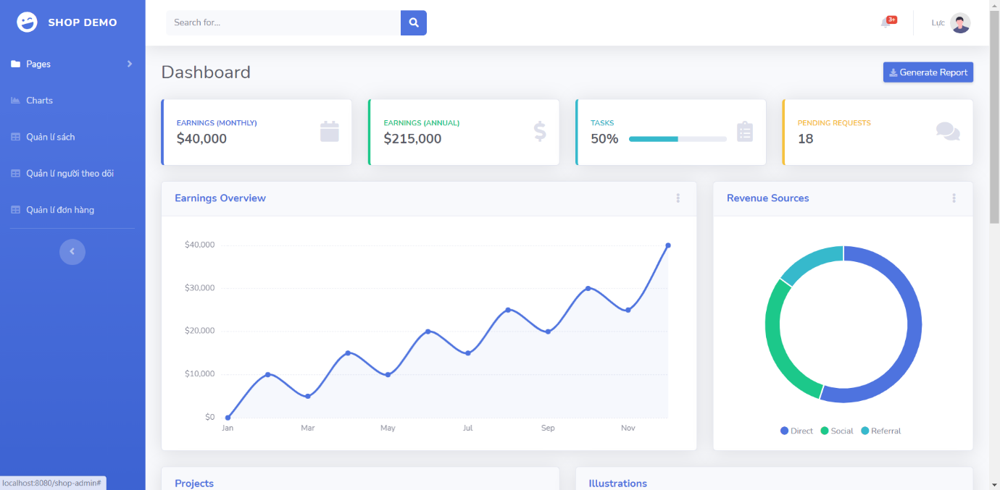 SHOP DEMO
Search for...
3+
Lực
Pages
Charts
Quản lí sách
Quản lí người theo dõi
Quản lí đơn hàng
Dashboard
Generate Report
EARNINGS (MONTHLY)
$40,000
EARNINGS (ANNUAL)
$215,000
TASKS
50%
PENDING REQUESTS
18
Earnings Overview
$40,000
$30,000
$20,000
$10,000
$0
Jan Mar May Jul Sep Nov
Revenue Sources
Direct Social Referral
Projects
Illustrations
localhost:8080/shop-admin#